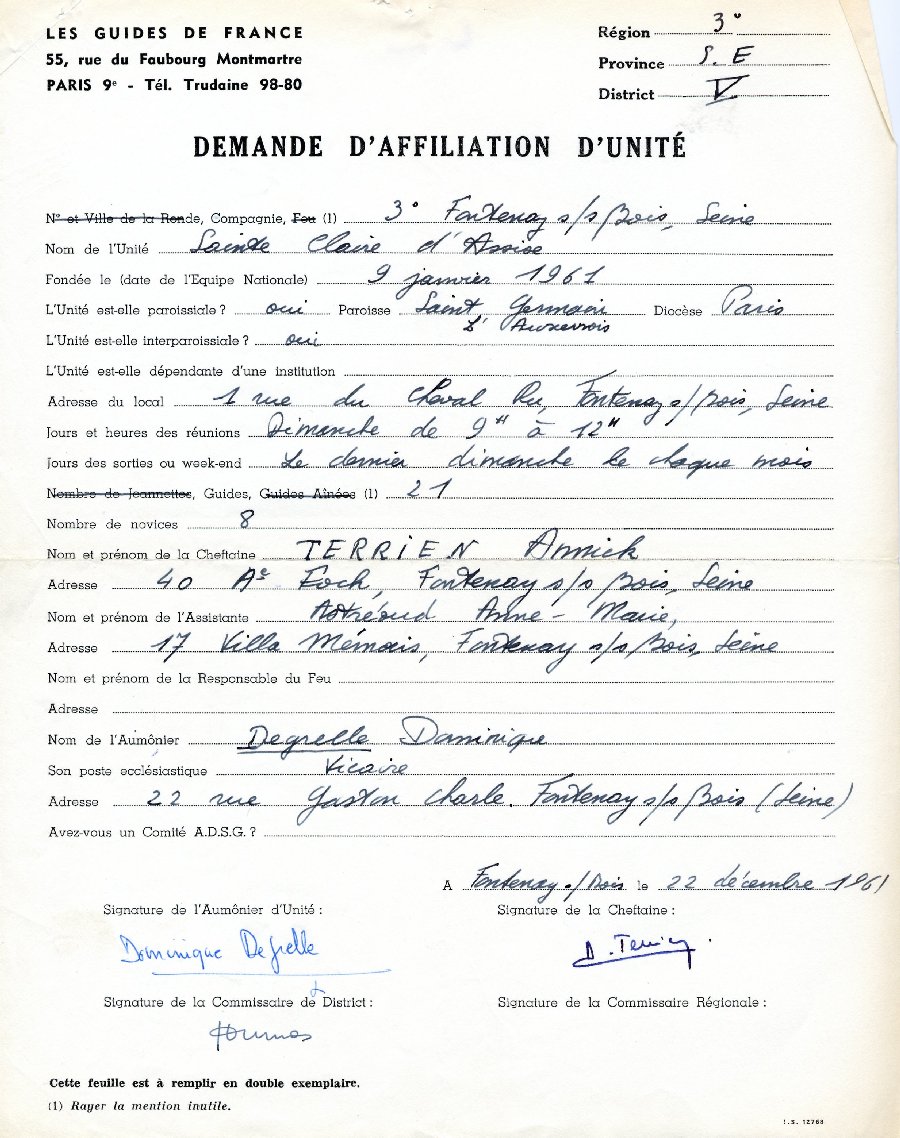 LES GUIDES DE FRANCE
55, rue du Faubourg Montmartre
PARIS 9e - Tél. Trudaine 98-80
Région 3°
Province S. E
District V
DEMANDE D'AFFILIATION D'UNITÉ
N° et Ville de la Ronde, Compagnie, Feu (1) 3° Fontenay s/s Bois, Seine
Nom de l'Unité Sainte Claire d'Assise
Fondée le (date de l'Equipe Nationale) 9 janvier 1961
L'Unité est-elle paroissiale ? oui Paroisse Saint Germain Diocèse Paris
L' Auxerrois
L'Unité est-elle interparoissiale ? oui
L'Unité est-elle dépendante d'une institution
Adresse du local 1 rue du Cheval Ru, Fontenay s/Bois, Seine
Jours et heures des réunions Dimanche de 9H à 12H
Jours des sorties ou week-end Le dernier dimanche de chaque mois
Nombre de Jeannettes, Guides, Guides Aînées (1) 21
Nombre de novices 8
Nom et prénom de la Cheftaine TERRIEN Annick
Adresse 40 Ae Foch, Fontenay s/s Bois, Seine
Nom et prénom de l'Assistante Anne-Marie,
Adresse 17 Villa Fontenay s/s Bois, Seine
Nom et prénom de la Responsable du Feu
Adresse
Nom de l'Aumônier Degrelle Dominique
Son poste ecclésiastique Vicaire
Adresse 22 rue Gaston Charle. Fontenay s/s Bois (Seine)
Avez-vous un Comité A.D.S.G. ?
A Fontenay s/Bois le 22 décembre 1961
Signature de l'Aumônier d'Unité :
Signature de la Cheftaine :
Dominique Degrelle
Signature de la Commissaire de District :
Signature de la Commissaire Régionale :
Cette feuille est à remplir en double exemplaire.
(1) Rayer la mention inutile.
I.S. 12768